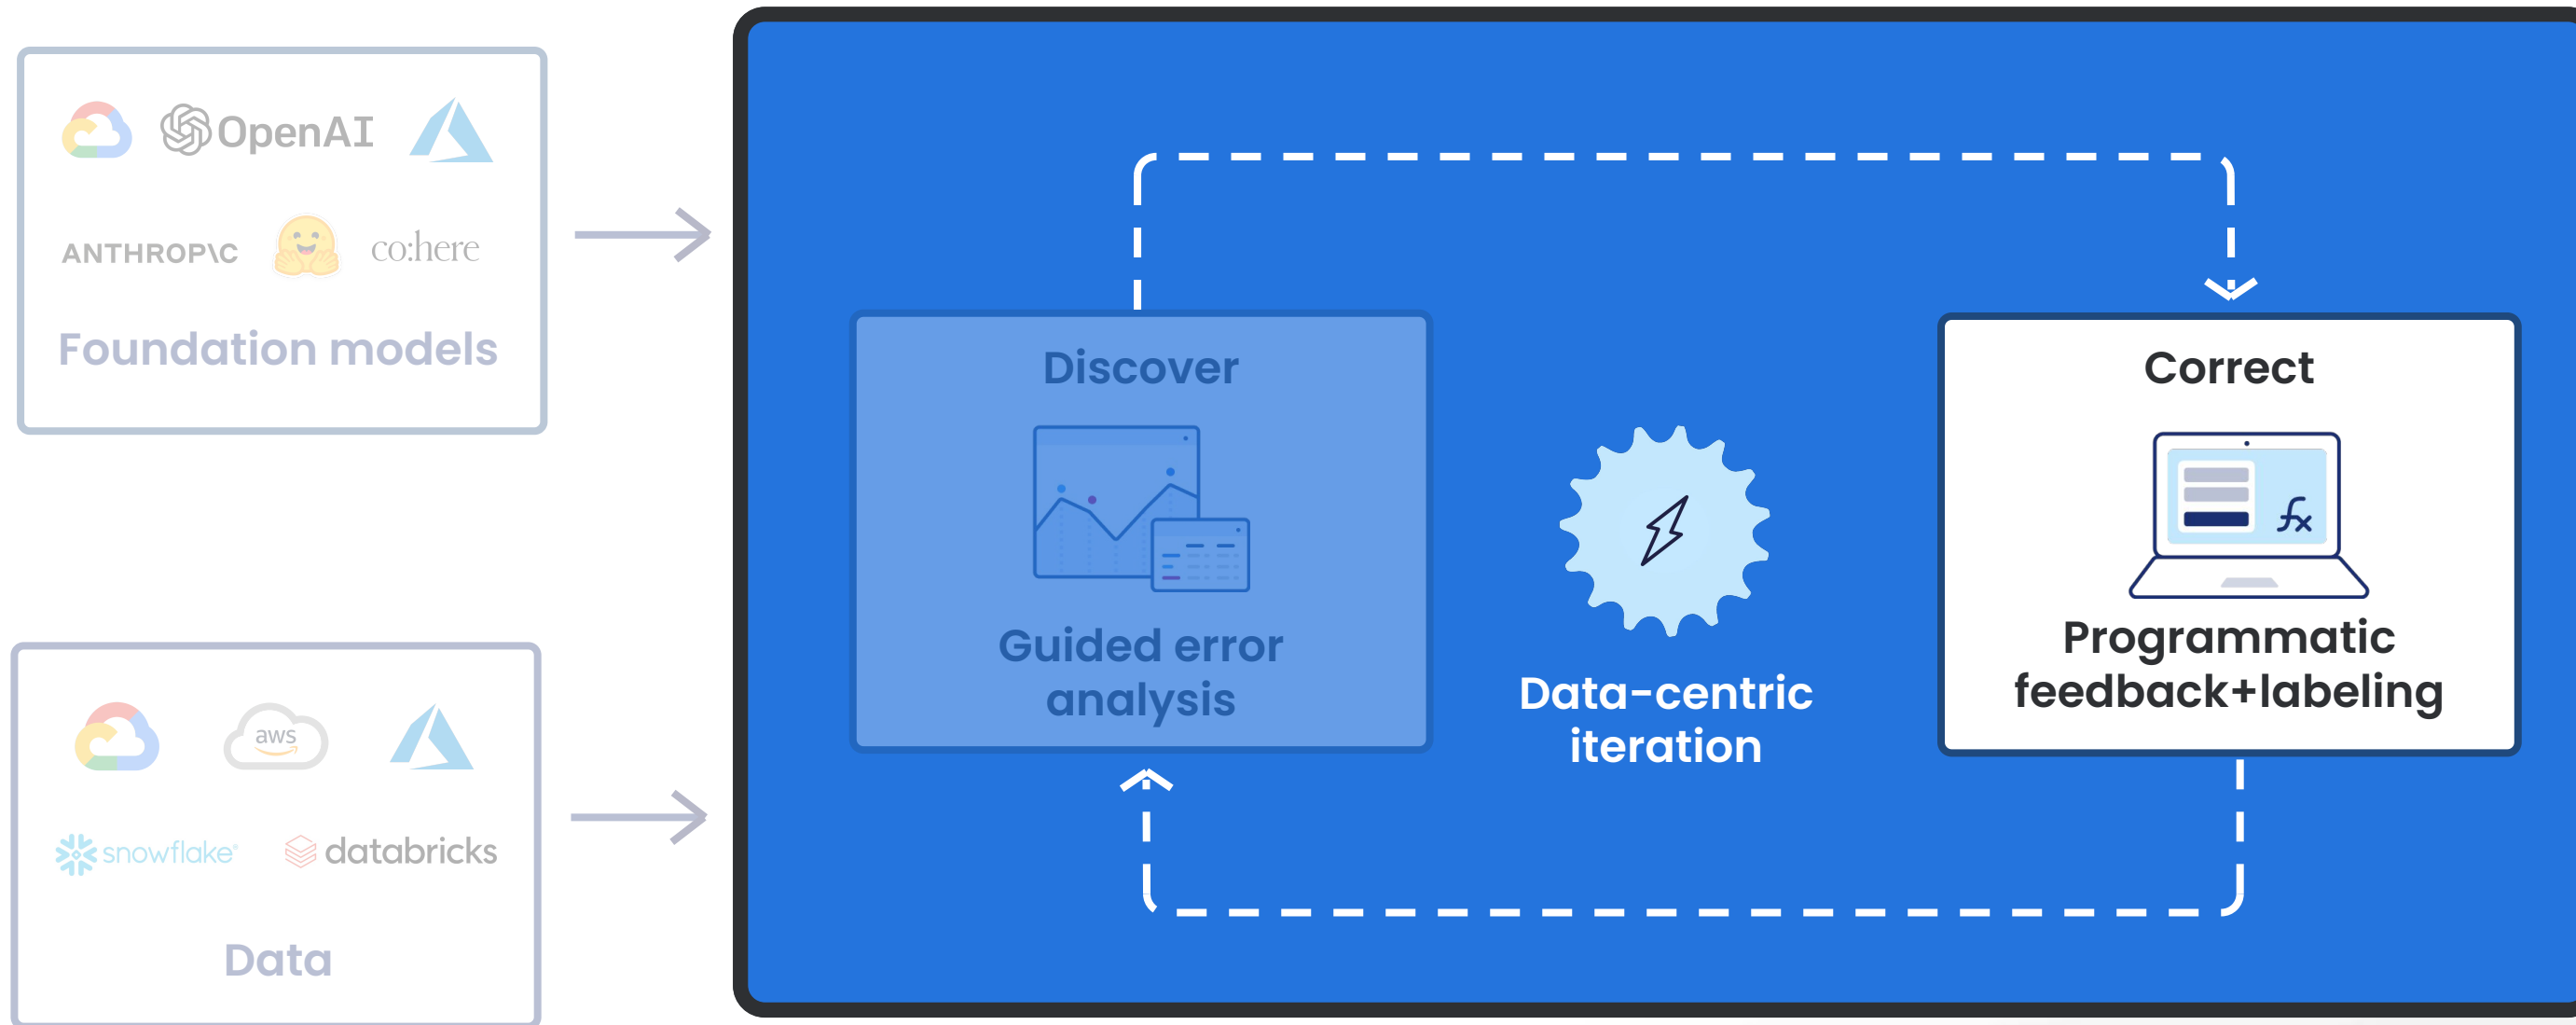 OpenAI
ANTHROP\C
co:here
Foundation models
aws
snowflake®
databricks
Data
Discover
Guided error
analysis
Data-centric
iteration
Correct
fx
Programmatic
feedback+labeling